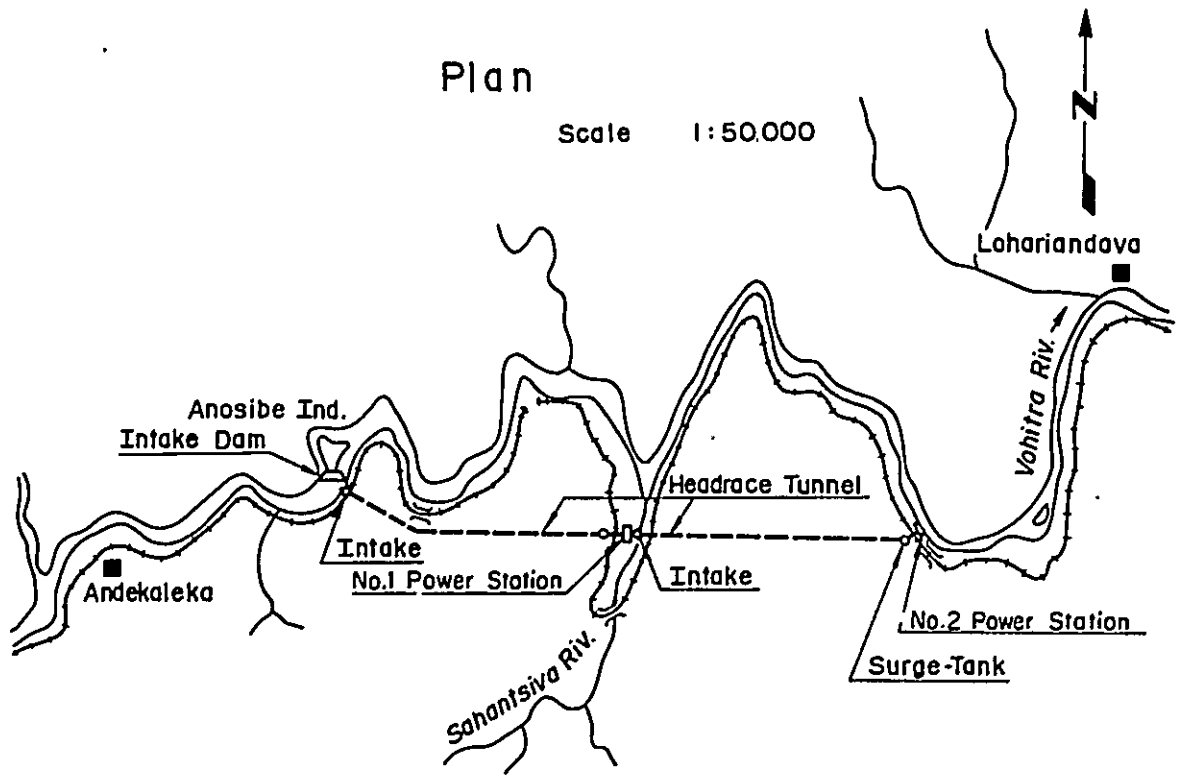 Plan
Scale 1:50,000
N
Lohariandava
Vohitra Riv.
Anosibe Ind.
Intake Dam
Headrace Tunnel
Intake
No.1 Power Station
Intake
Andekaleka
No.2 Power Station
Surge-Tank
Sahantsiva Riv.